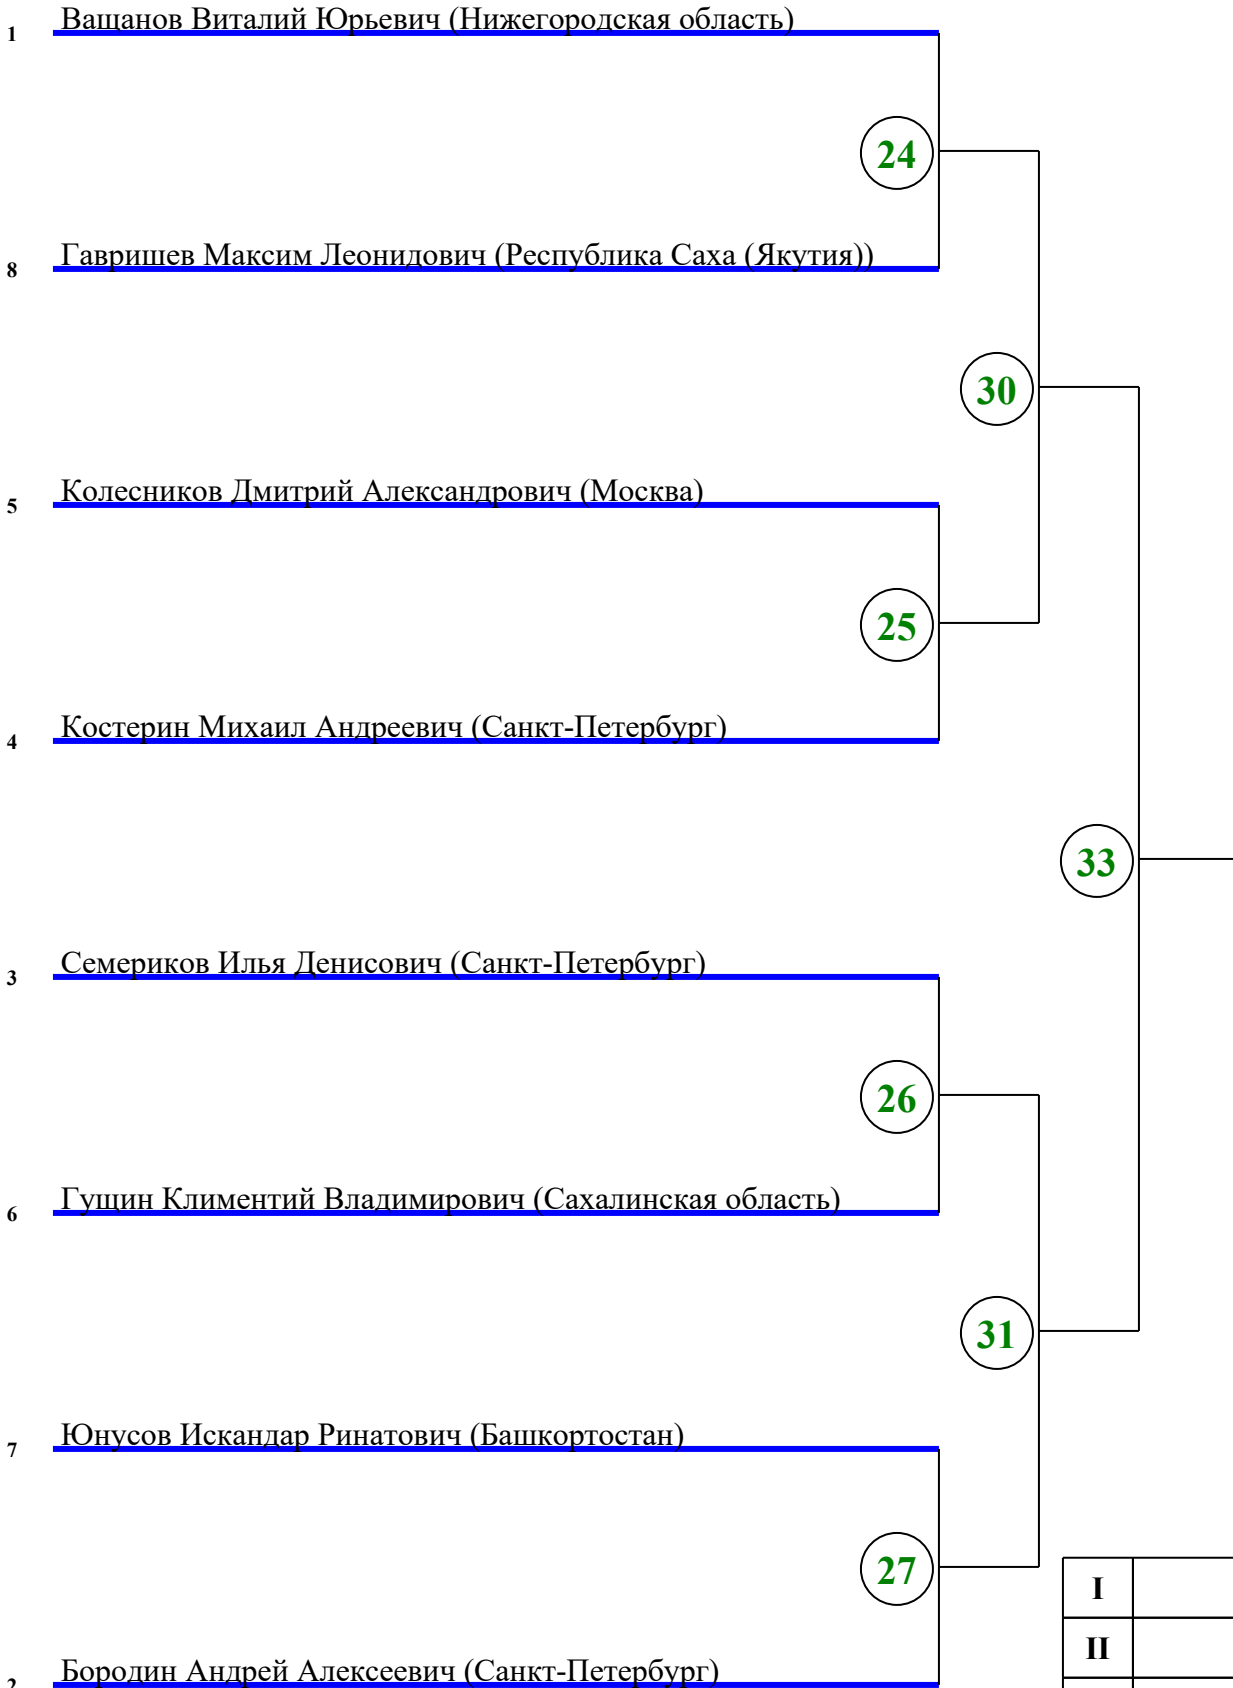 1 Ващанов Виталий Юрьевич (Нижегородская область)
24
8 Гавришев Максим Леонидович (Республика Саха (Якутия))
30
5 Колесников Дмитрий Александрович (Москва)
25
4 Костерин Михаил Андреевич (Санкт-Петербург)
33
3 Семериков Илья Денисович (Санкт-Петербург)
26
6 Гущин Климентий Владимирович (Сахалинская область)
31
7 Юнусов Искандар Ринатович (Башкортостан)
27
I
II
2 Бородин Андрей Алексеевич (Санкт-Петербург)